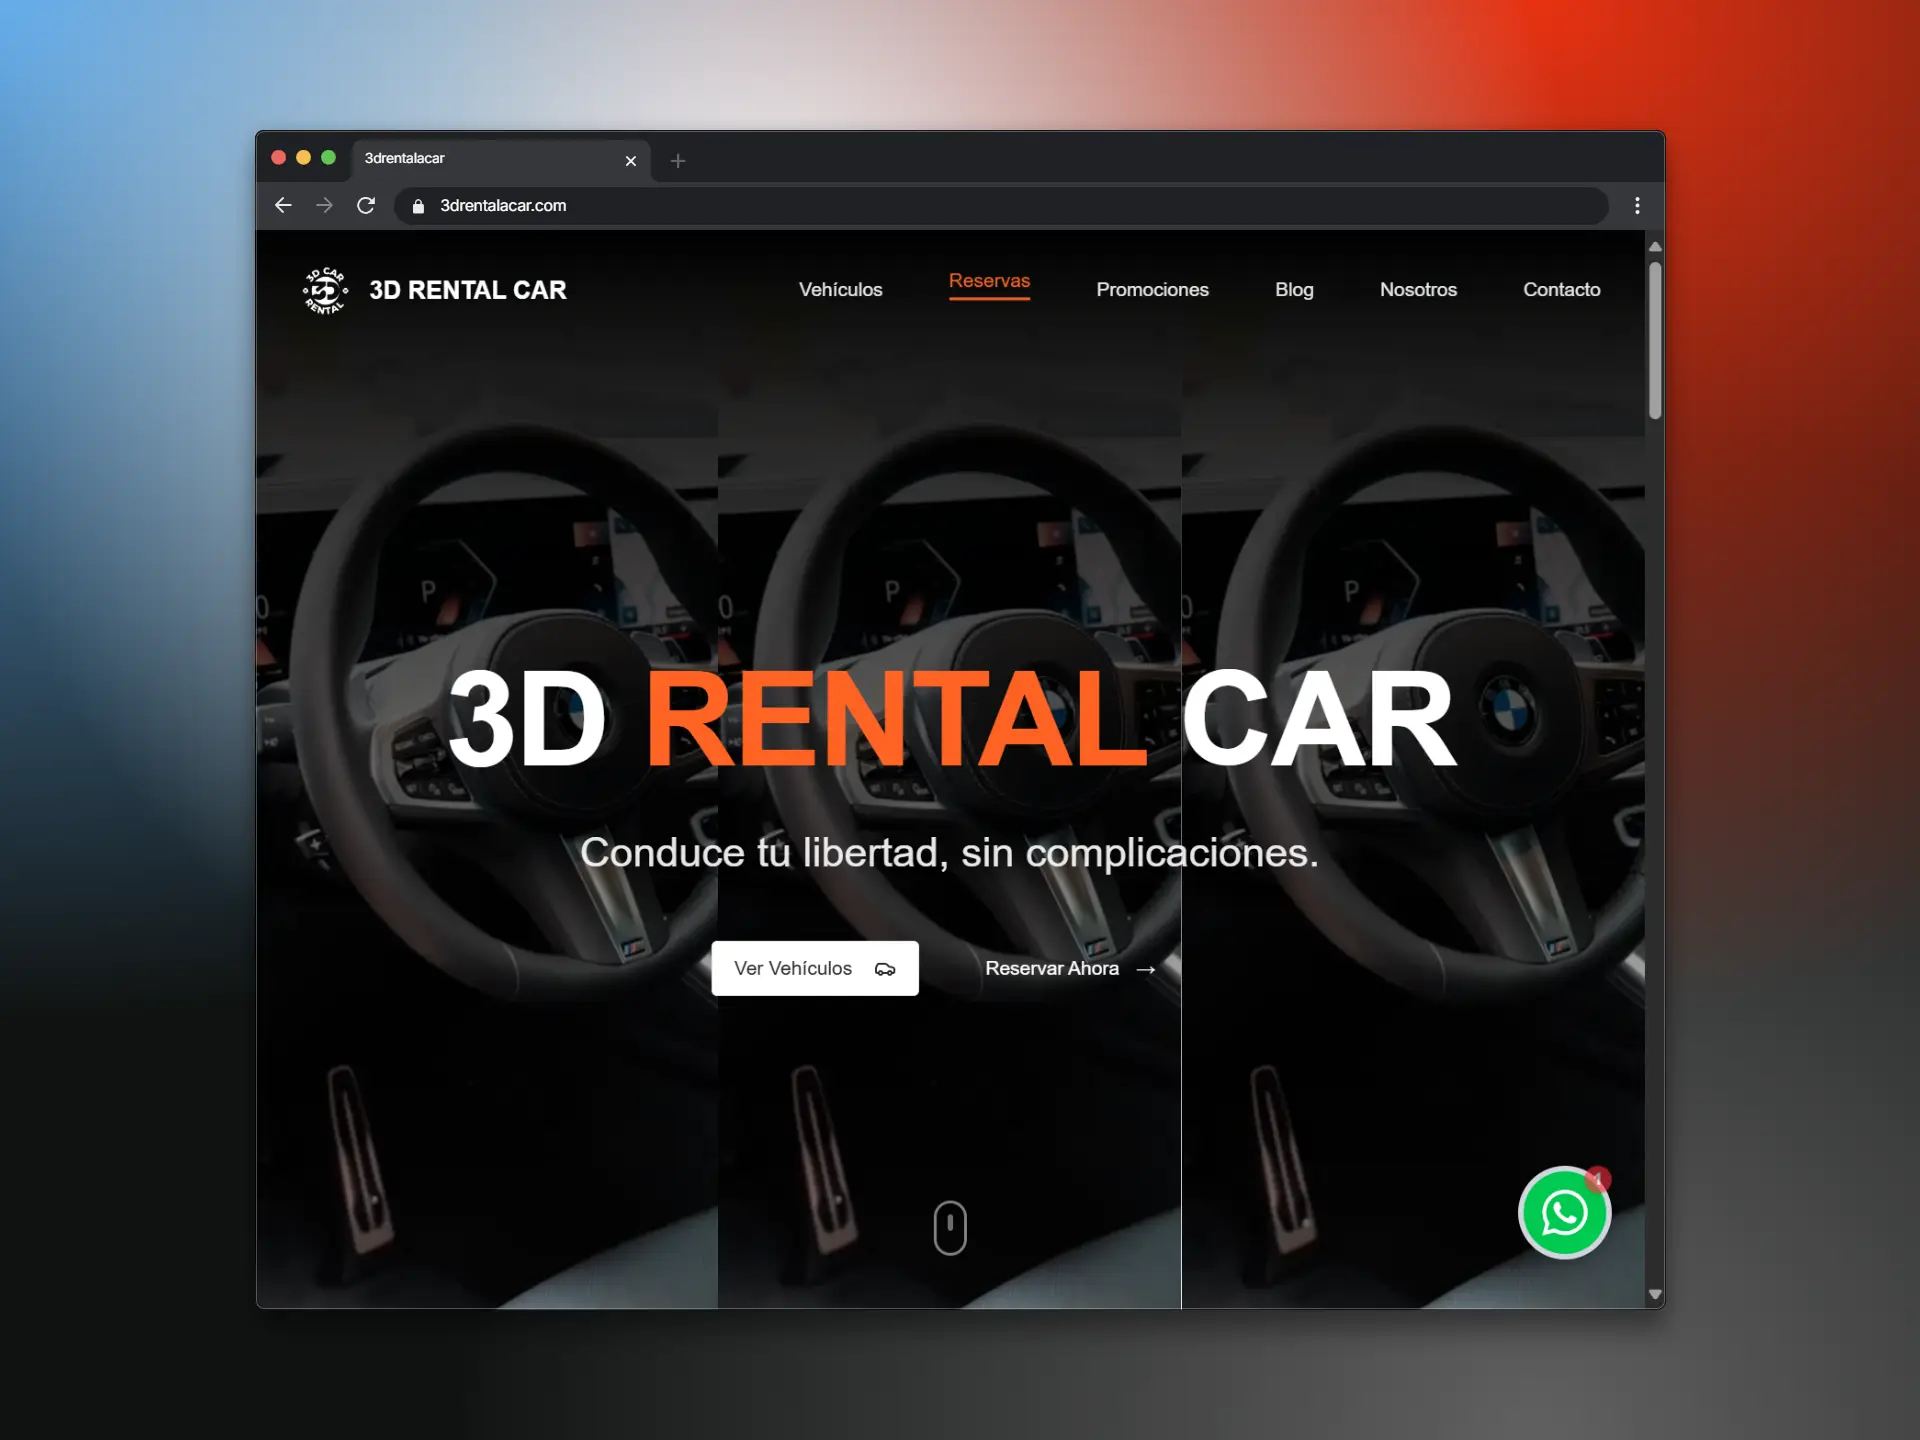 3drentalacar
3drentalacar.com
3D CAR
3D
RENTAL
3D RENTAL CAR
Vehículos
Reservas
Promociones
Blog
Nosotros
Contacto
P
P
P
3D RENTAL CAR
Conduce tu libertad, sin complicaciones.
Ver Vehículos
Reservar Ahora →